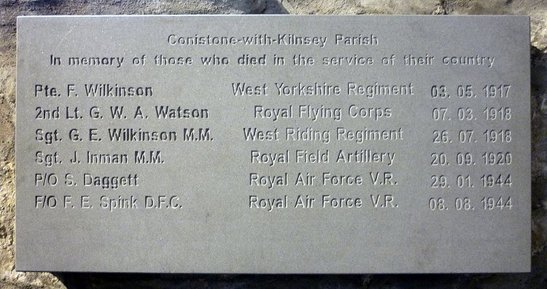 Conistone-with-Kilnsey Parish
In memory of those who died in the service of their country
Pte. F. Wilkinson West Yorkshire Regiment 03. 05. 1917
2nd Lt. G. W. A. Watson Royal Flying Corps 07. 03. 1918
Sgt. G. E. Wilkinson M.M. West Riding Regiment 26. 07. 1918
Sgt. J. Inman M.M. Royal Field Artillery 20. 09. 1920
P/O S. Daggett Royal Air Force V.R. 29. 01. 1944
F/O F. E. Spink D.F.C. Royal Air Force V.R. 08. 08. 1944